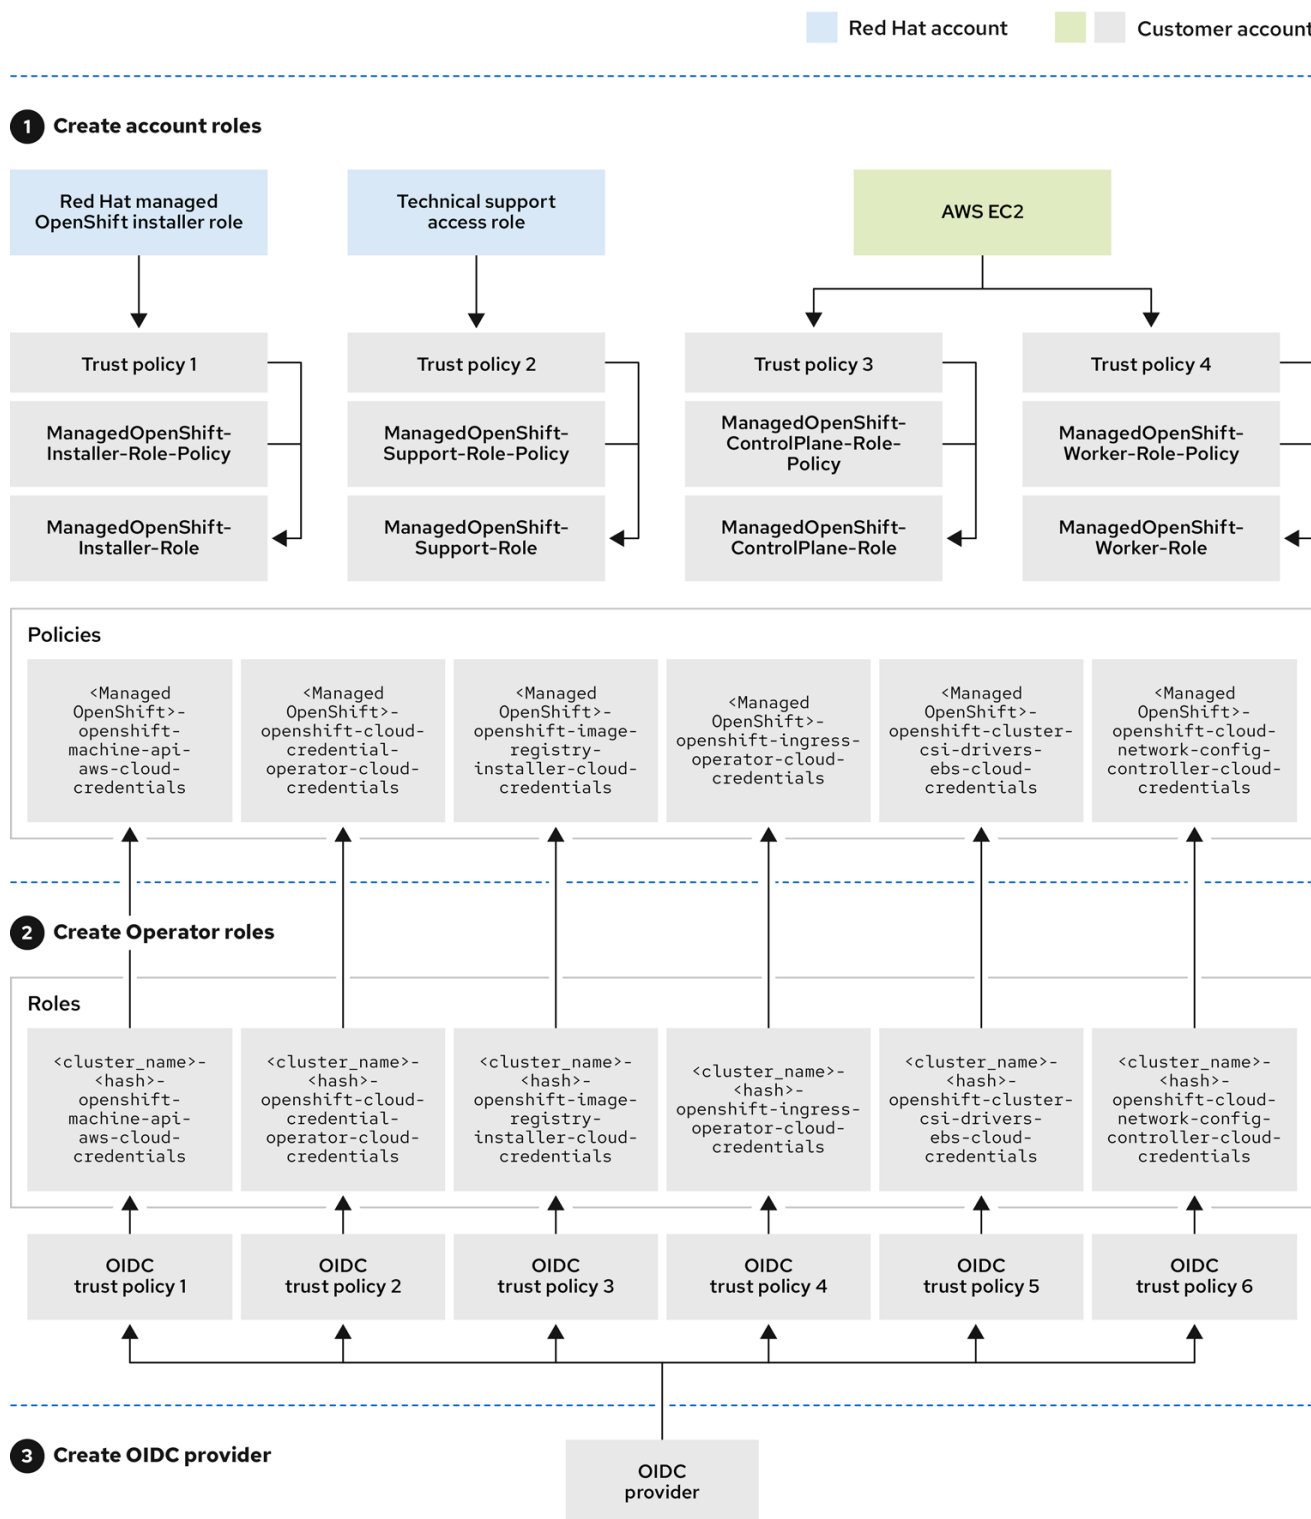 Red Hat account
Customer account
1 Create account roles
Red Hat managed
OpenShift installer role
Technical support
access role
AWS EC2
Trust policy 1
ManagedOpenShift-
Installer-Role-Policy
ManagedOpenShift-
Installer-Role
Trust policy 2
ManagedOpenShift-
Support-Role-Policy
ManagedOpenShift-
Support-Role
Trust policy 3
ManagedOpenShift-
ControlPlane-Role-
Policy
ManagedOpenShift-
ControlPlane-Role
Trust policy 4
ManagedOpenShift-
Worker-Role-Policy
ManagedOpenShift-
Worker-Role
Policies
<Managed
OpenShift>-
openshift-
machine-api-
aws-cloud-
credentials
<Managed
OpenShift>-
openshift-cloud-
credential-
operator-cloud-
credentials
<Managed
OpenShift>-
openshift-image-
registry-
installer-cloud-
credentials
<Managed
OpenShift>-
openshift-ingress-
operator-cloud-
credentials
<Managed
OpenShift>-
openshift-cluster-
csi-drivers-
ebs-cloud-
credentials
<Managed
OpenShift>-
openshift-cloud-
network-config-
controller-cloud-
credentials
2 Create Operator roles
Roles
<cluster_name>-
<hash>-
openshift-
machine-api-
aws-cloud-
credentials
<cluster_name>-
<hash>-
openshift-cloud-
credential-
operator-cloud-
credentials
<cluster_name>-
<hash>-
openshift-image-
registry-
installer-cloud-
credentials
<cluster_name>-
<hash>-
openshift-ingress-
operator-cloud-
credentials
<cluster_name>-
<hash>-
openshift-cluster-
csi-drivers-
ebs-cloud-
credentials
<cluster_name>-
<hash>-
openshift-cloud-
network-config-
controller-cloud-
credentials
OIDC
trust policy 1
OIDC
trust policy 2
OIDC
trust policy 3
OIDC
trust policy 4
OIDC
trust policy 5
OIDC
trust policy 6
3 Create OIDC provider
OIDC
provider